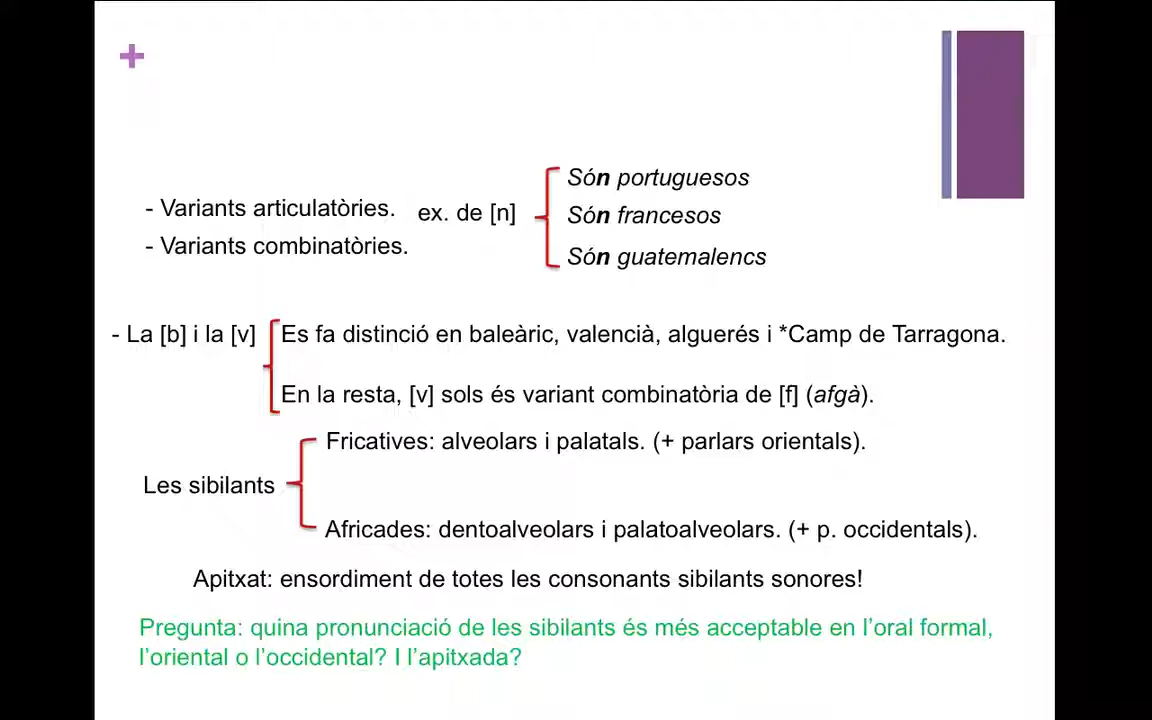 +
- Variants articulatòries. ex. de [n]
- Variants combinatòries.
Són portuguesos
Són francesos
Són guatemalencs
- La [b] i la [v]
Es fa distinció en baleàric, valencià, alguerés i *Camp de Tarragona.
En la resta, [v] sols és variant combinatòria de [f] (afgà).
Les sibilants
Fricatives: alveolars i palatals. (+ parlars orientals).
Africades: dentoalveolars i palatoalveolars. (+ p. occidentals).
Apitxat: ensordiment de totes les consonants sibilants sonores!
Pregunta: quina pronunciació de les sibilants és més acceptable en l’oral formal,
l’oriental o l’occidental? I l’apitxada?